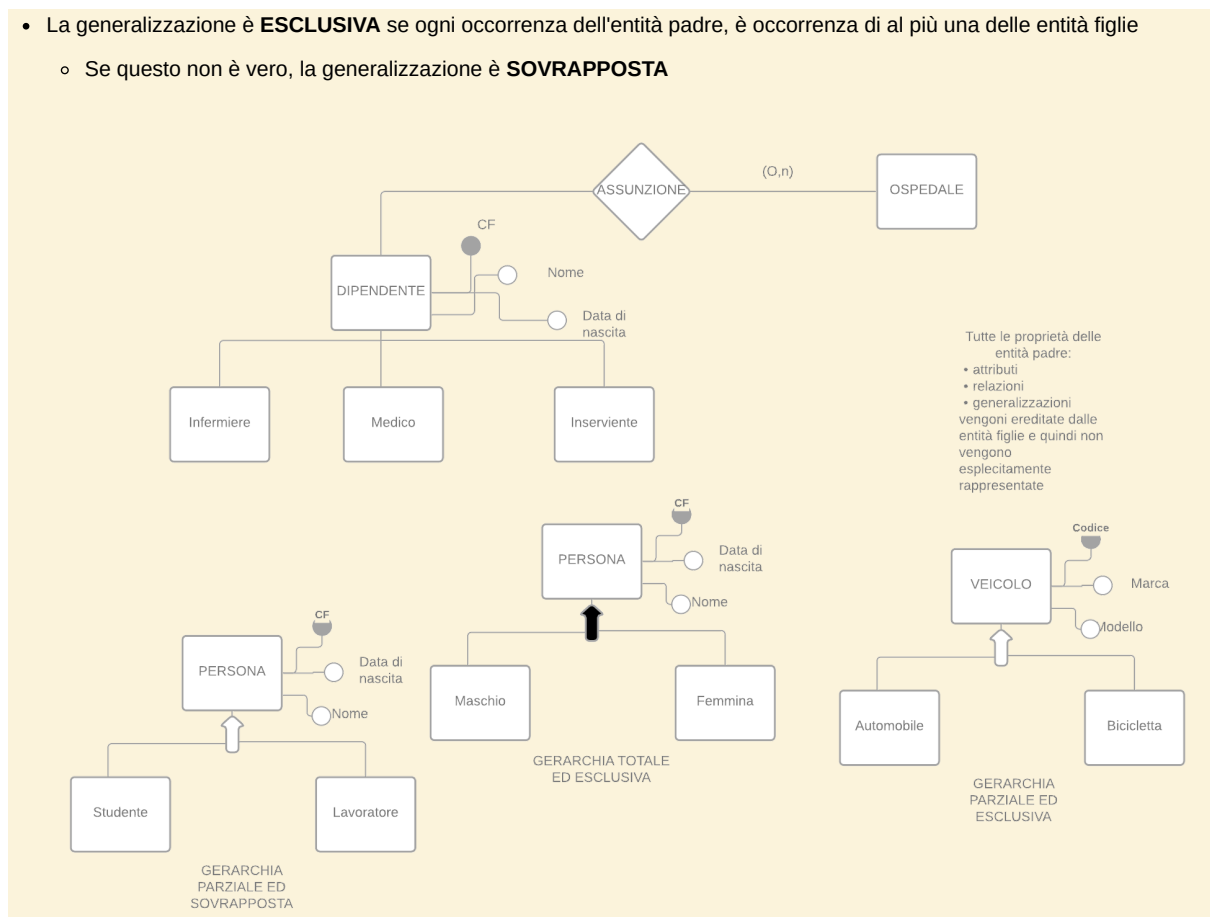 • La generalizzazione è ESCLUSIVA se ogni occorrenza dell'entità padre, è occorrenza di al più una delle entità figlie
Se questo non è vero, la generalizzazione è SOVRAPPOSTA
ASSUNZIONE
(O,n)
OSPEDALE
CF
DIPENDENTE
Nome
Data di
nascita
Infermiere
Medico
Inserviente
Tutte le proprietà delle
entità padre:
• attributi
• relazioni
• generalizzazioni
vengoni ereditate dalle
entità figlie e quindi non
vengono
esplecitamente
rappresentate
CF
PERSONA
Data di
nascita
Nome
Maschio
Femmina
GERARCHIA TOTALE
ED ESCLUSIVA
Codice
VEICOLO
Marca
Modello
Automobile
Bicicletta
GERARCHIA
PARZIALE ED
ESCLUSIVA
CF
PERSONA
Data di
nascita
Nome
Studente
Lavoratore
GERARCHIA
PARZIALE ED
SOVRAPPOSTA